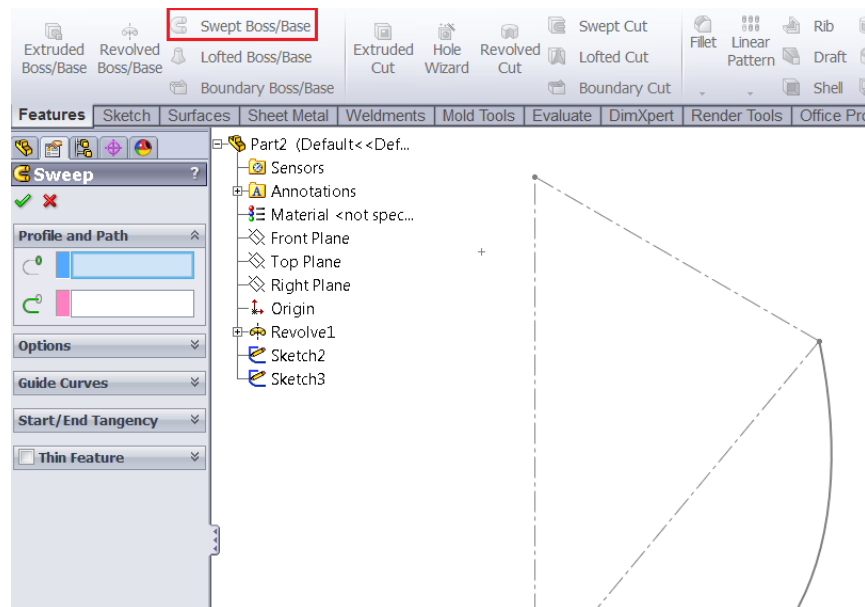 Swept Boss/Base
Swept Cut
Rib
Extruded Boss/Base
Revolved Boss/Base
Lofted Boss/Base
Extruded Cut
Hole Wizard
Revolved Cut
Lofted Cut
Fillet
Linear Pattern
Draft
Boundary Boss/Base
Boundary Cut
Shell
Features Sketch Surfaces Sheet Metal Weldments Mold Tools Evaluate DimXpert Render Tools Office Pro
Sweep ?
Profile and Path
Options
Guide Curves
Start/End Tangency
Thin Feature
Part2 (Default<<Def...
Sensors
A Annotations
Material <not spec...
Front Plane
Top Plane
Right Plane
Origin
Revolve1
Sketch2
Sketch3